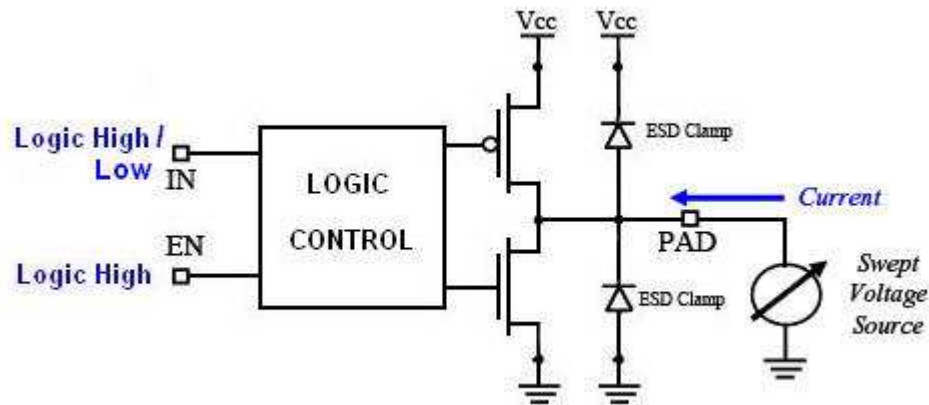 Vcc
Vcc
Logic High /
Low
IN
LOGIC
CONTROL
ESD Clamp
Current
PAD
EN
Logic High
ESD Clamp
Swept
Voltage
Source